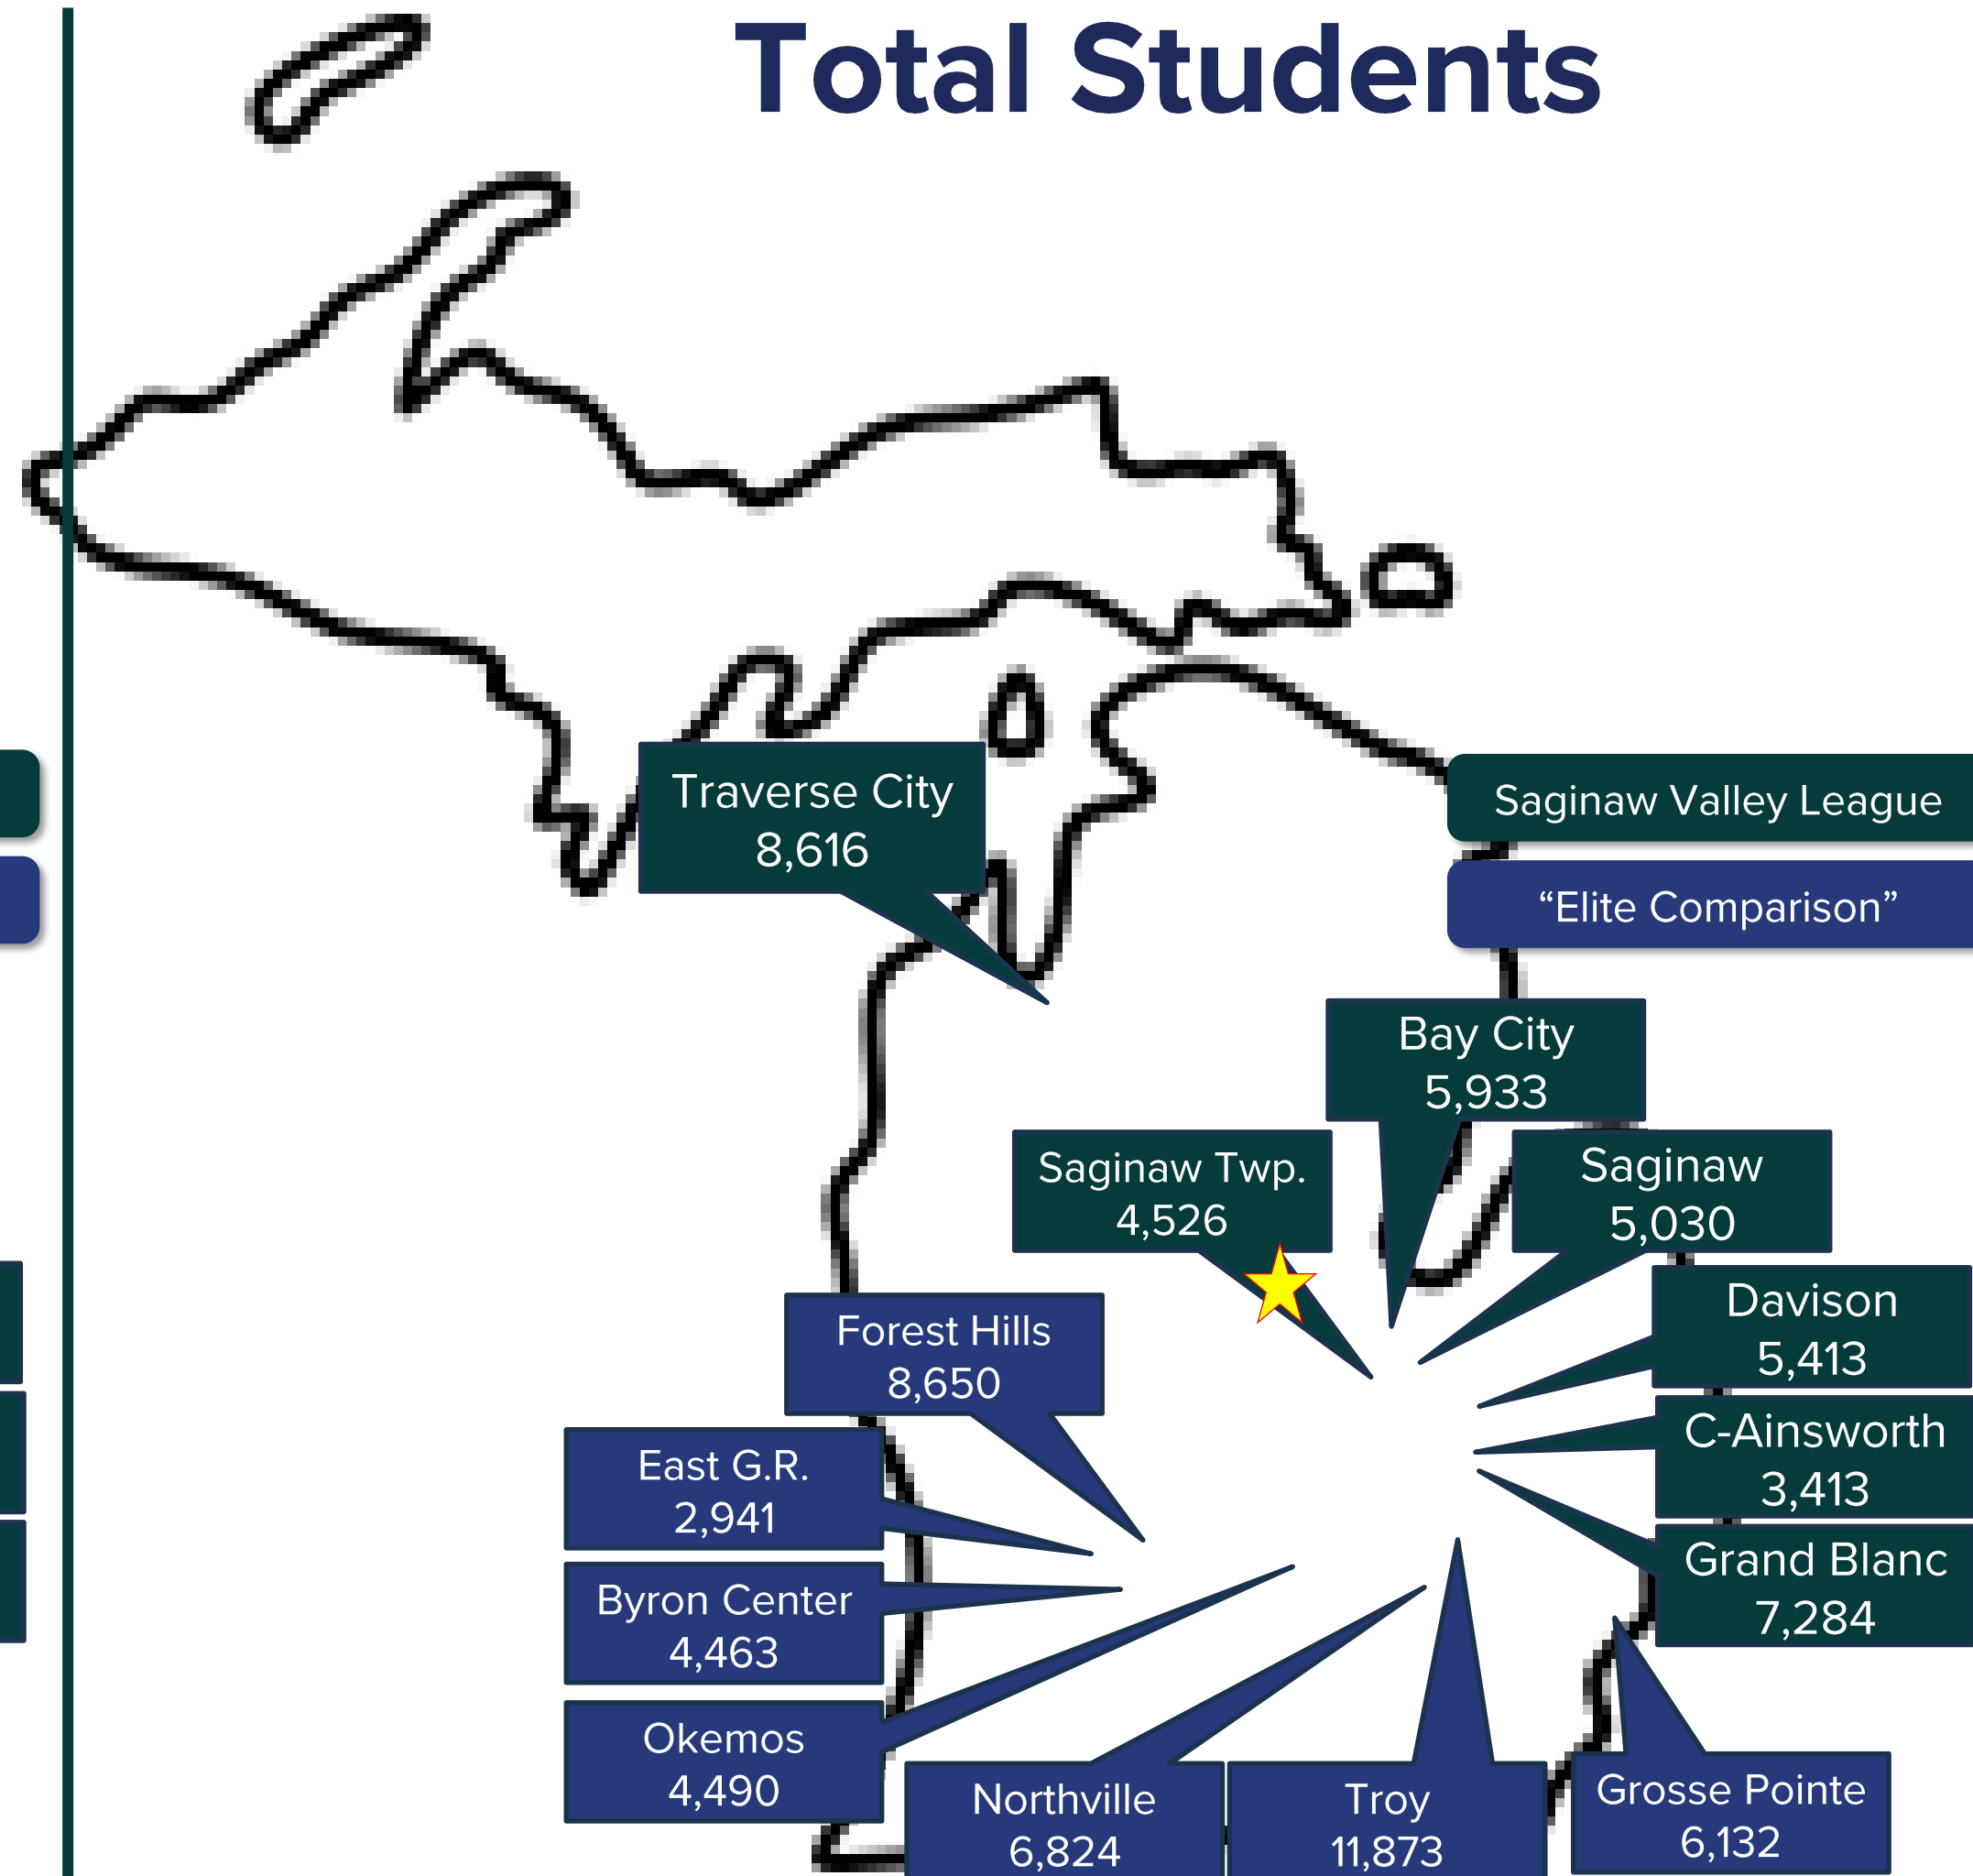 Total Students
Traverse City
8,616
Saginaw Valley League
“Elite Comparison”
Bay City
5,933
Saginaw Twp.
4,526
Saginaw
5,030
Davison
5,413
Forest Hills
8,650
C-Ainsworth
3,413
East G.R.
2,941
Grand Blanc
7,284
Byron Center
4,463
Okemos
4,490
Northville
6,824
Troy
11,873
Grosse Pointe
6,132